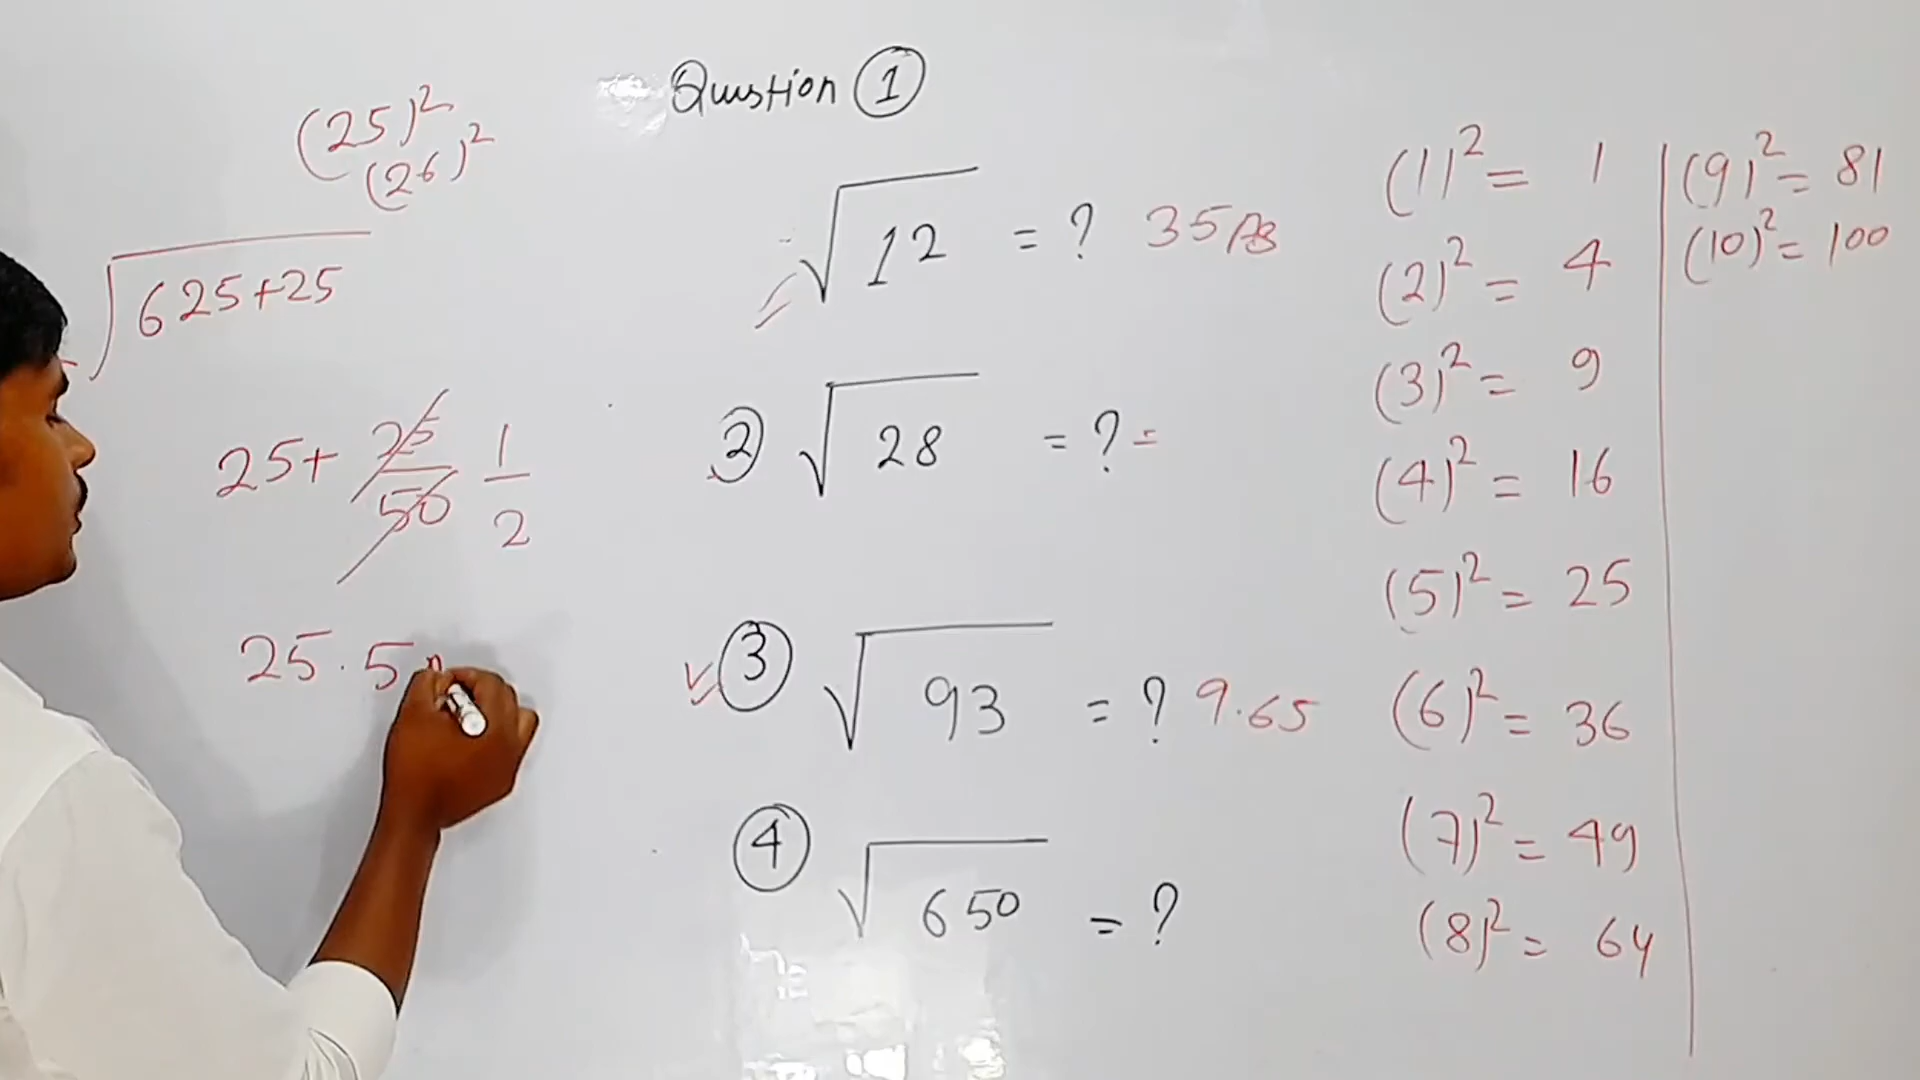 Question ①
(25)²
(26)²
√625+25
25+ 25/50 1/2
25.50
√12 = ? 35
② √28 = ? =
③ √93 = ? 9.65
④ √650 = ?
(1)² = 1
(2)² = 4
(3)² = 9
(4)² = 16
(5)² = 25
(6)² = 36
(7)² = 49
(8)² = 64
(9)² = 81
(10)² = 100